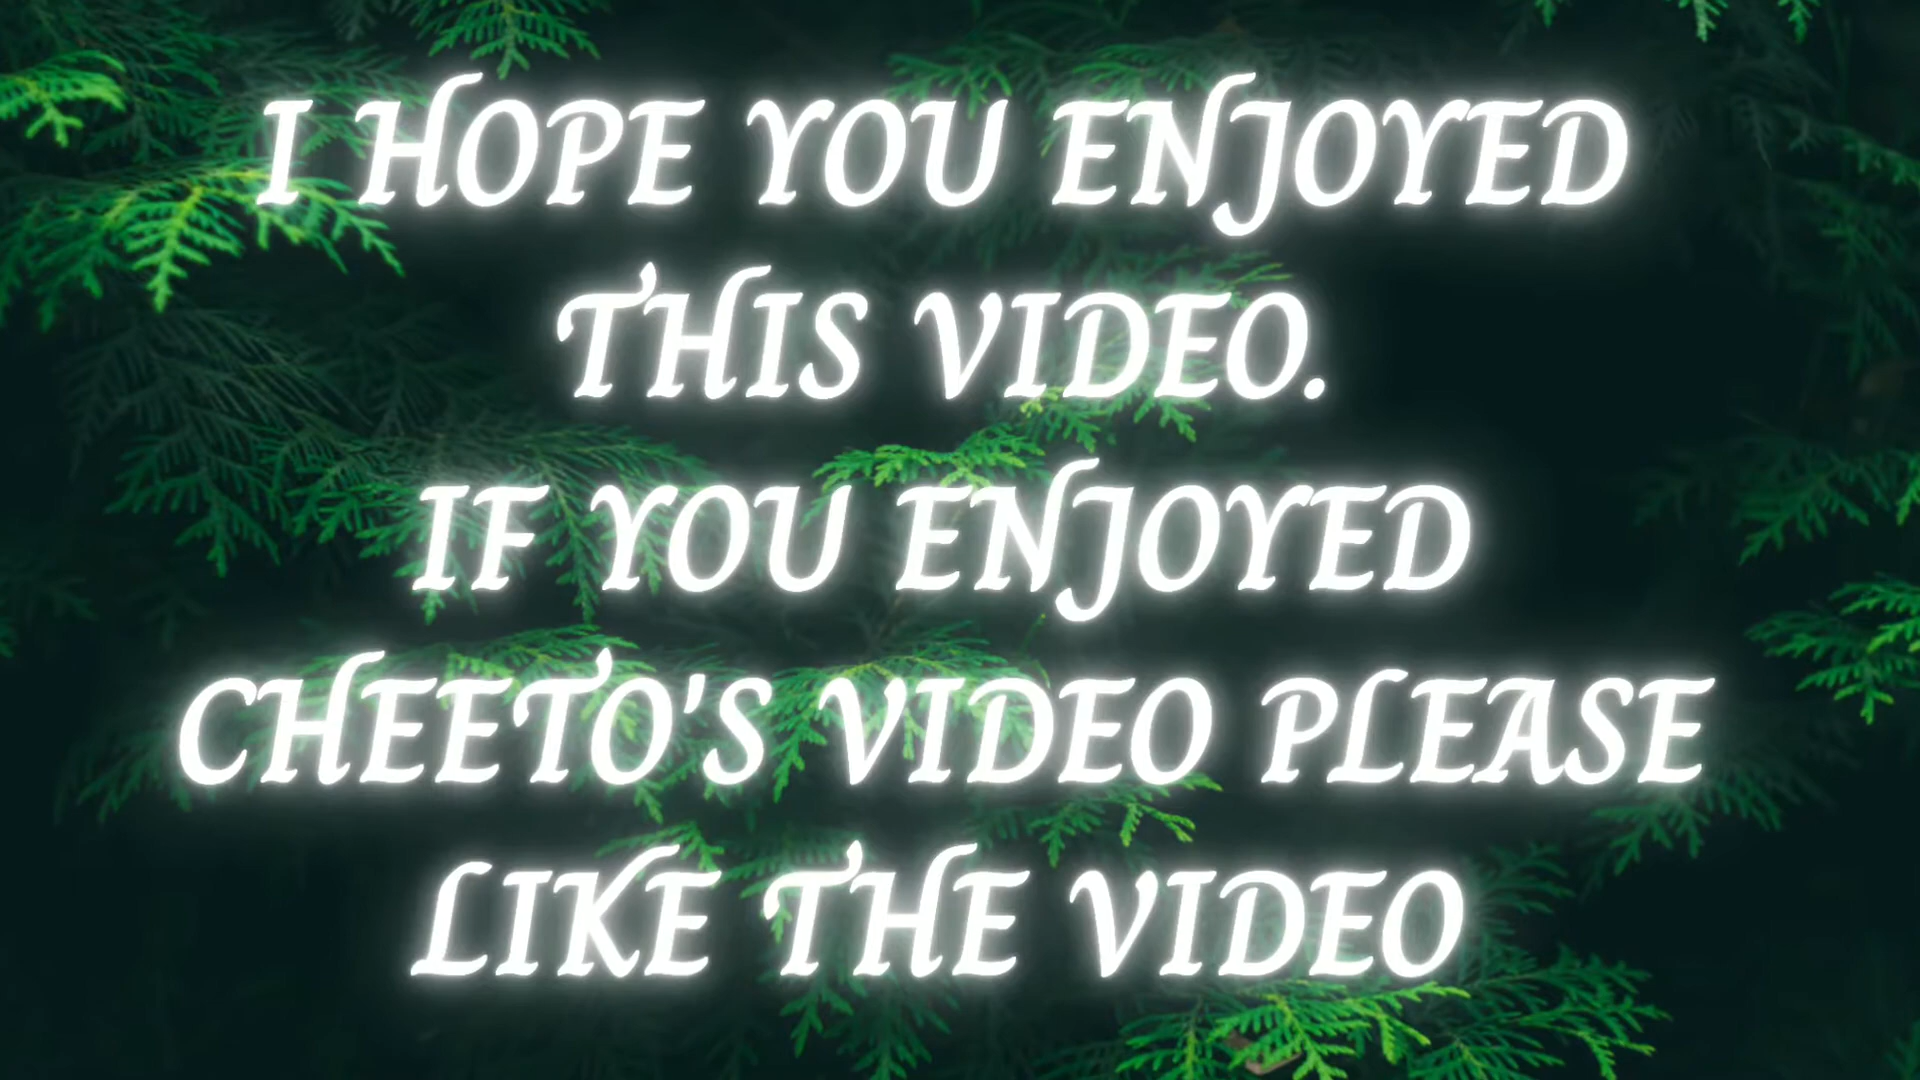 I HOPE YOU ENJOYED
THIS VIDEO.
IF YOU ENJOYED
CHEETO'S VIDEO PLEASE
LIKE THE VIDEO